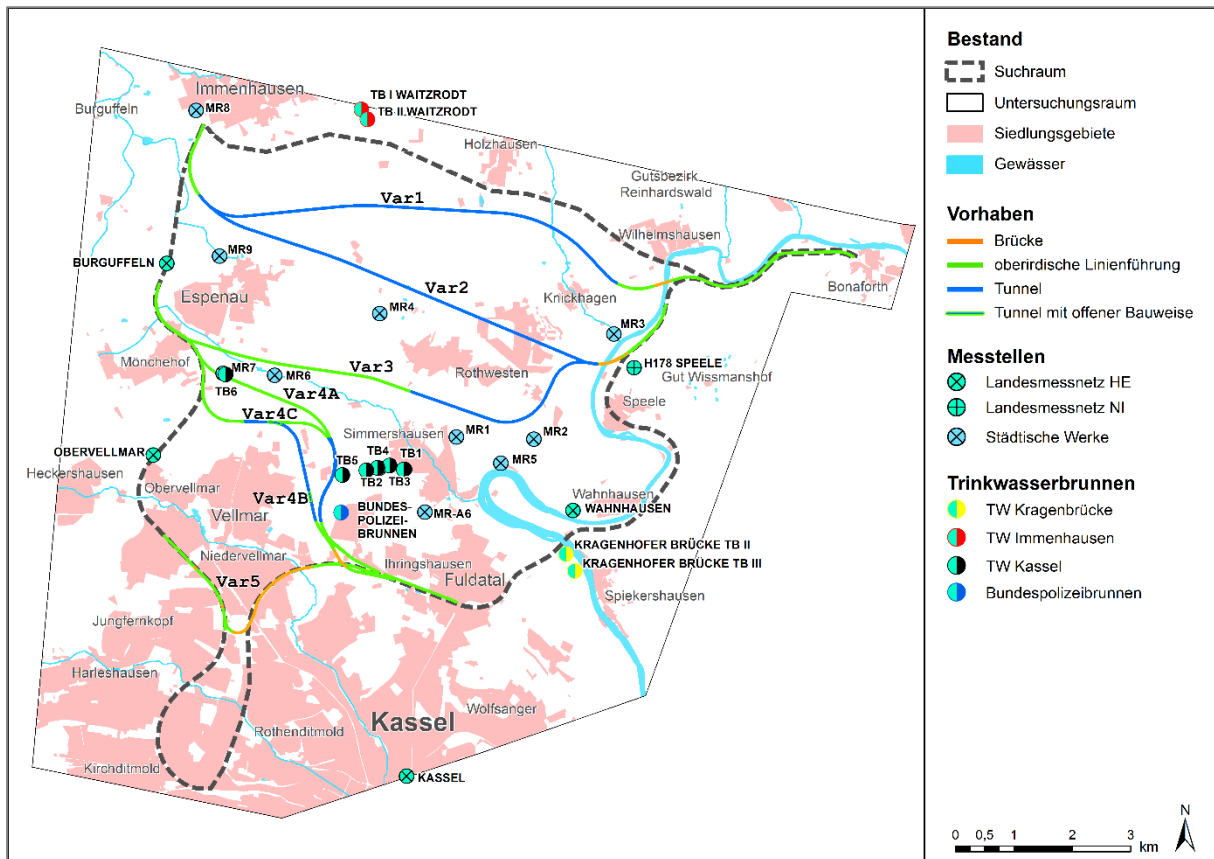 Immenhausen
Burguffeln
MR8
TB I WAITZRODT
TB II.WAITZRODT
Holzhausen
Gutsbezirk
Reinhardswald
Var1
Wilhelmshausen
MR9
BURGUFFELN
Espenau
Var2
Knickhagen
Bonaforth
MR4
MR3
Mönchehof
MR7
TB6
MR6
Var3
Rothwesten
H178 SPEELE
Gut Wissmanshof
Var4A
Speele
Var4C
Simmershausen
MR1
MR2
OBERVELLMAR
TB5
TB4
TB1
TB2
TB3
MR5
Heckershausen
Obervellmar
Vellmar
Var4B
BUNDES-
POLIZEI-
BRUNNEN
MR-A6
Wahnhausen
WAHNHAUSEN
Niedervellmar
Ihringshausen
KRAGENHOFER BRÜCKE TB II
KRAGENHOFER BRÜCKE TB III
Var5
Fuldatal
Spiekershausen
Jungfernkopf
Harleshausen
Kassel
Wolfsanger
Rothenditmold
Kirchditmold
KASSEL
Bestand
Suchraum
Untersuchungsraum
Siedlungsgebiete
Gewässer
Vorhaben
Brücke
oberirdische Linienführung
Tunnel
Tunnel mit offener Bauweise
Messtellen
Landesmessnetz HE
Landesmessnetz NI
Städtische Werke
Trinkwasserbrunnen
TW Kragenbrücke
TW Immenhausen
TW Kassel
Bundespolizeibrunnen
N
0 0,5 1 2 3
km